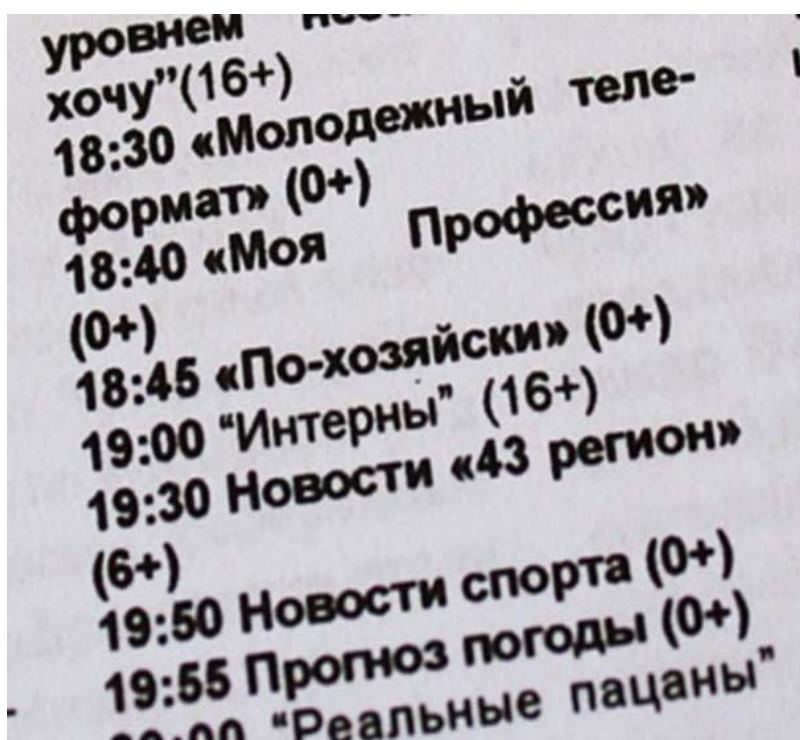 уровнем
хочу”(16+)
18:30 «Молодежный теле-
формат» (0+)
18:40 «Моя Профессия»
(0+)
18:45 «По-хозяйски» (0+)
19:00 “Интерны” (16+)
19:30 Новости «43 регион»
(6+)
19:50 Новости спорта (0+)
19:55 Прогноз погоды (0+)
“Реальные пацаны”